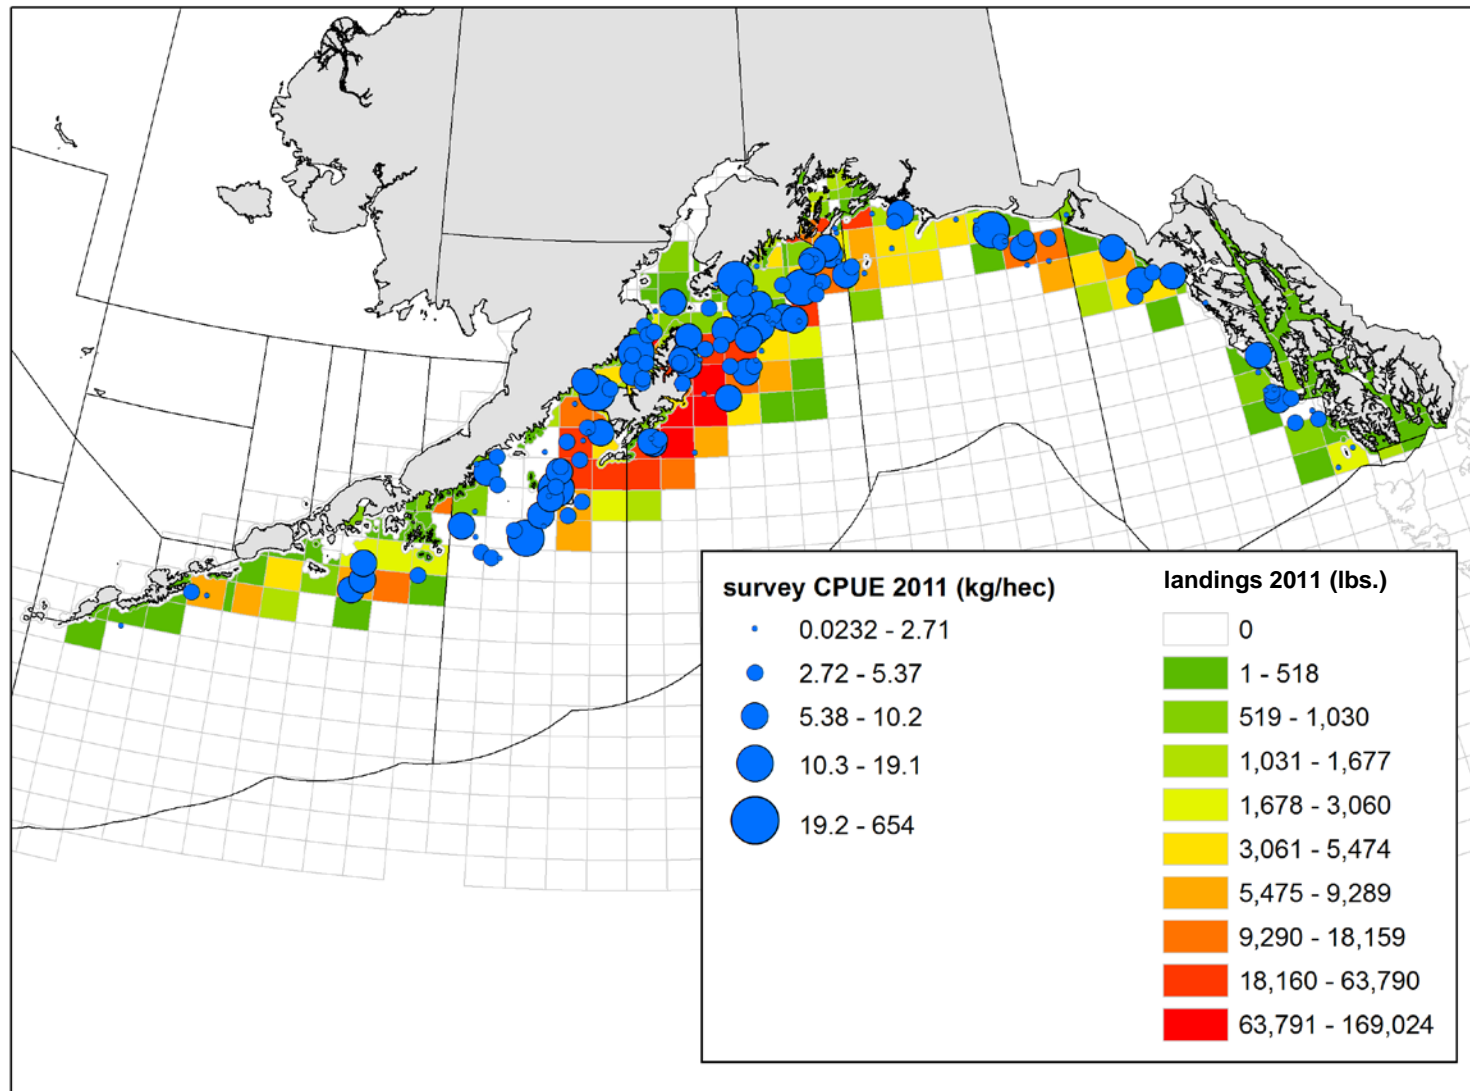 survey CPUE 2011 (kg/hec)
0.0232 - 2.71
2.72 - 5.37
5.38 - 10.2
10.3 - 19.1
19.2 - 654
landings 2011 (lbs.)
0
1 - 518
519 - 1,030
1,031 - 1,677
1,678 - 3,060
3,061 - 5,474
5,475 - 9,289
9,290 - 18,159
18,160 - 63,790
63,791 - 169,024